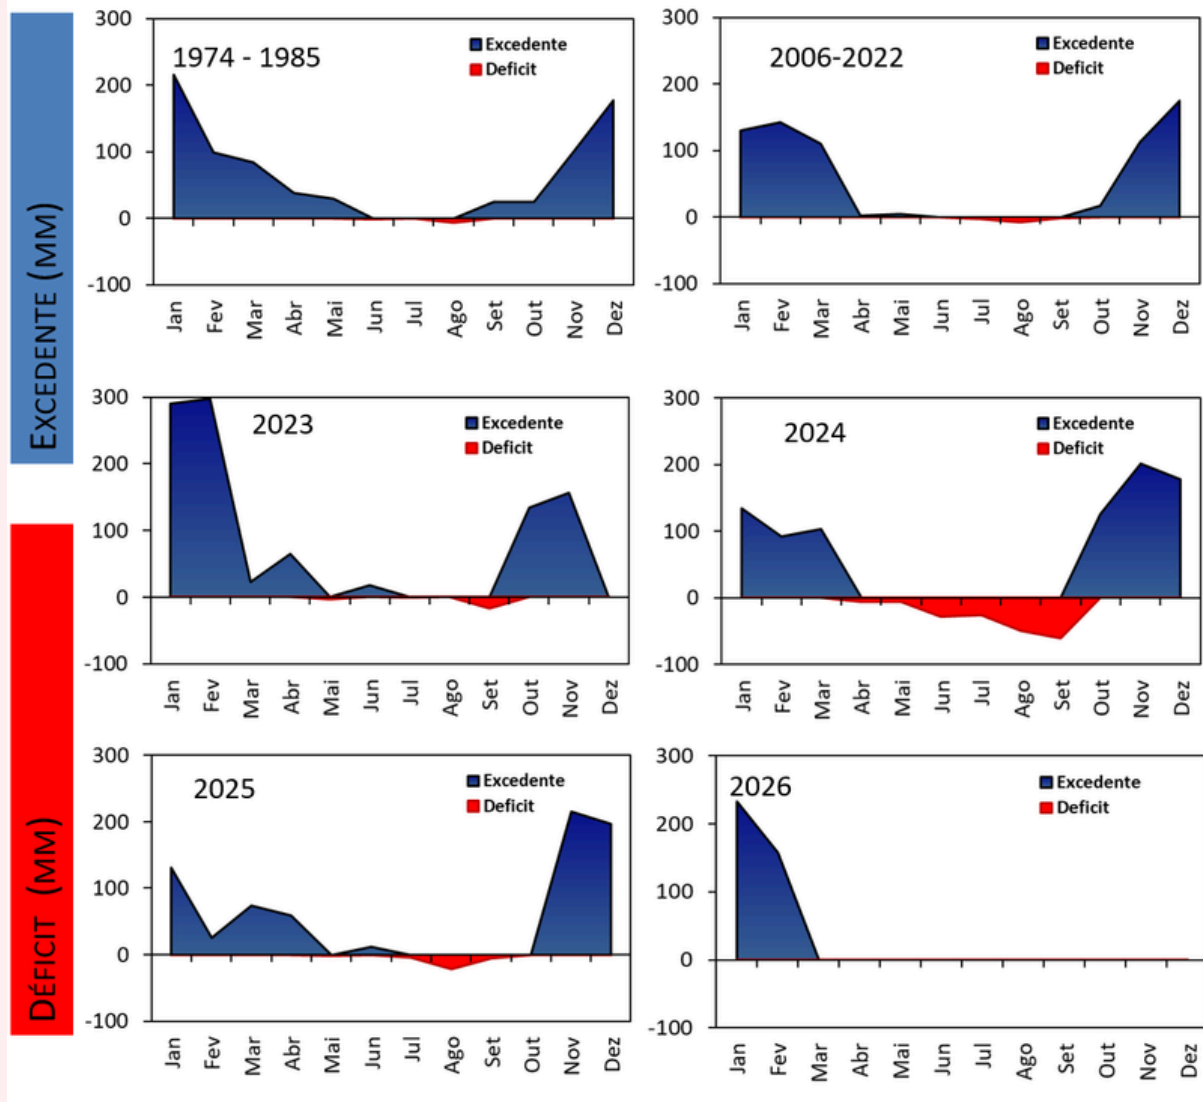 EXCEDENTE (MM)
DÉFICIT (MM)
1974 - 1985
Excedente
Deficit
300
200
100
0
-100
Jan Fev Mar Abr Mai Jun Jul Ago Set Out Nov Dez
2006-2022
Excedente
Deficit
300
200
100
0
-100
Jan Fev Mar Abr Mai Jun Jul Ago Set Out Nov Dez
2023
Excedente
Deficit
300
200
100
0
-100
Jan Fev Mar Abr Mai Jun Jul Ago Set Out Nov Dez
2024
Excedente
Deficit
300
200
100
0
-100
Jan Fev Mar Abr Mai Jun Jul Ago Set Out Nov Dez
2025
Excedente
Deficit
300
200
100
0
-100
Jan Fev Mar Abr Mai Jun Jul Ago Set Out Nov Dez
2026
Excedente
Deficit
300
200
100
0
-100
Jan Fev Mar Abr Mai Jun Jul Ago Set Out Nov Dez